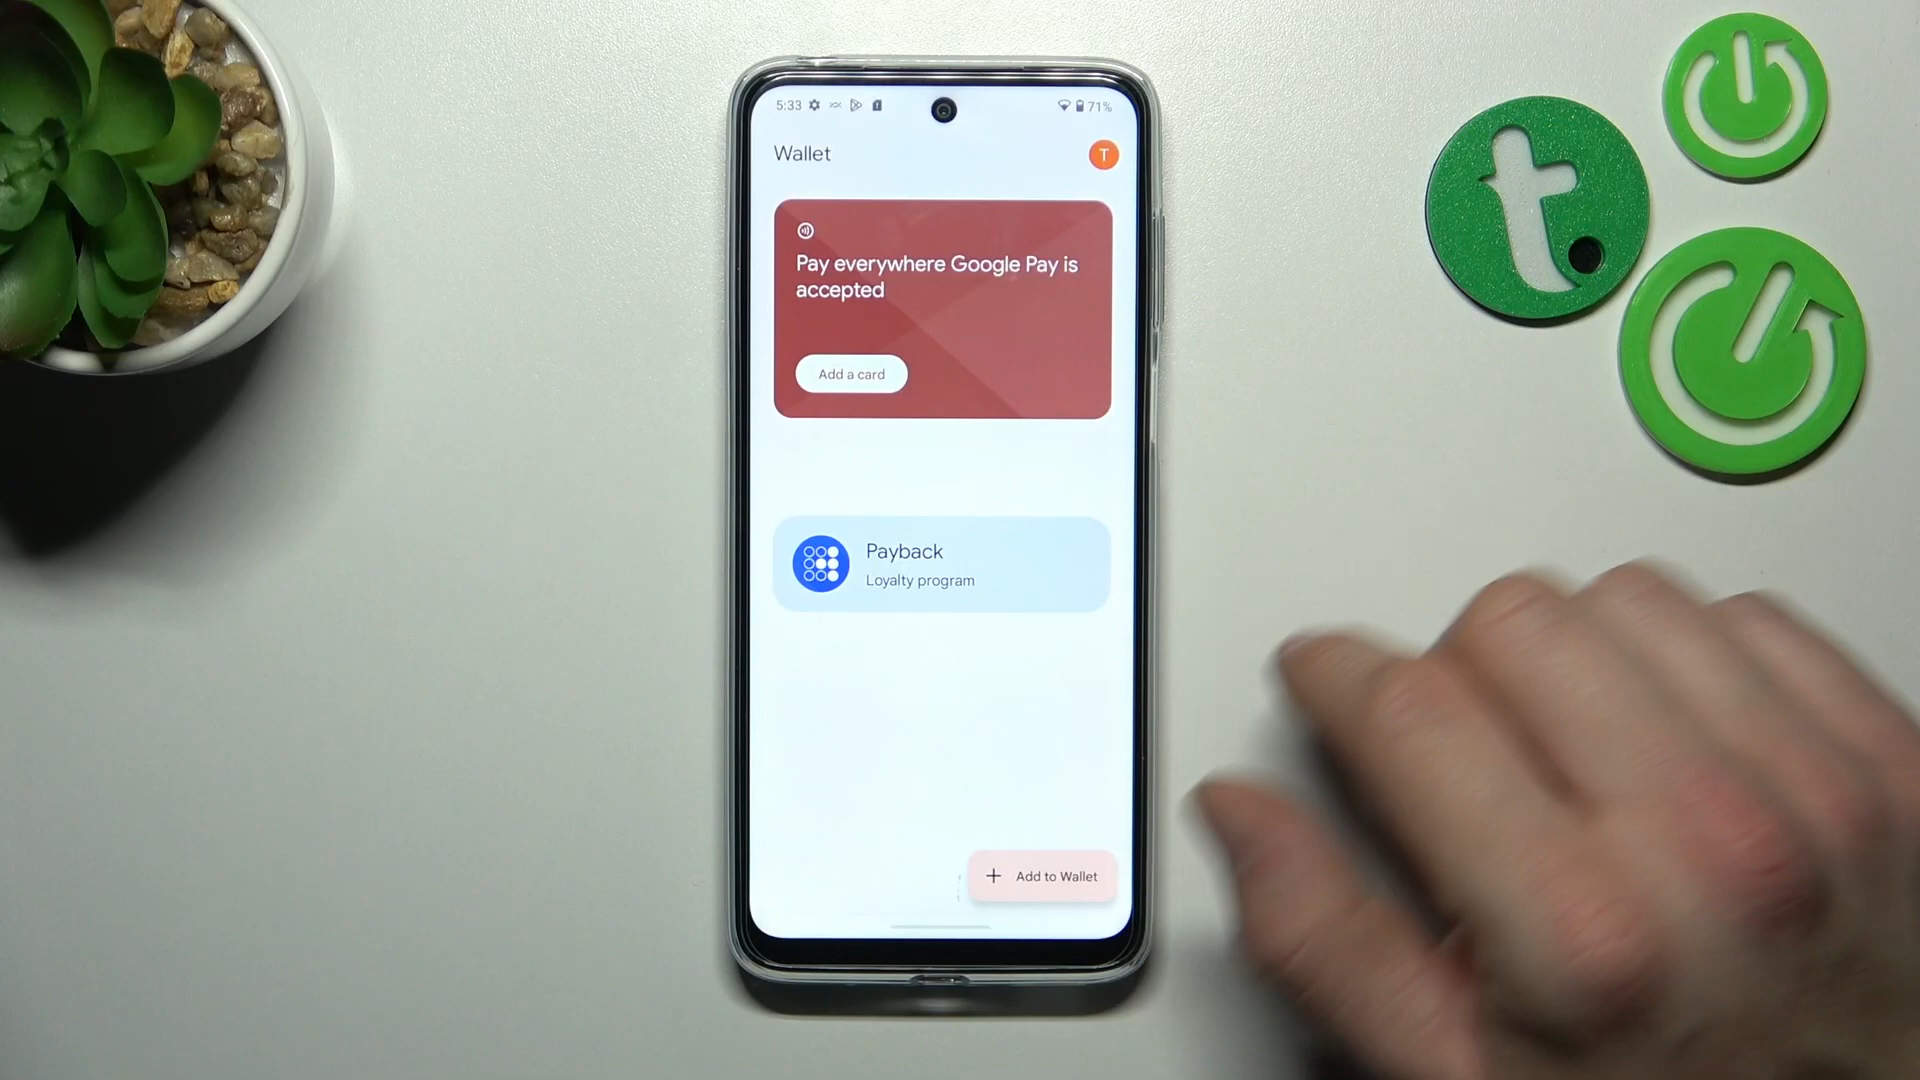 5:33
71%
Wallet
T
Pay everywhere Google Pay is
accepted
Add a card
Payback
Loyalty program
+ Add to Wallet
t.